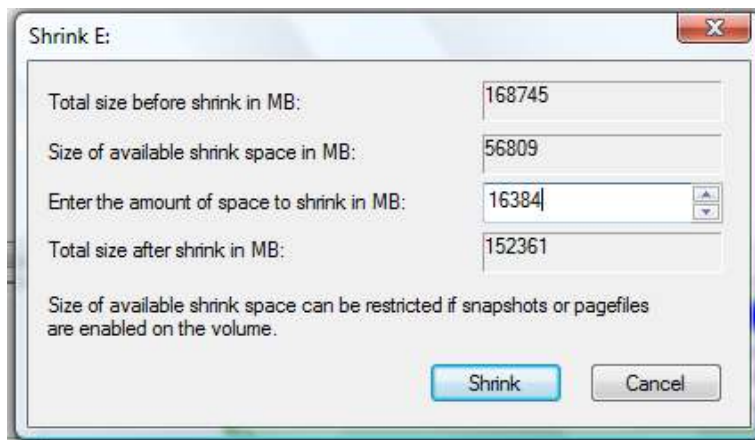 Shrink E:
Total size before shrink in MB: 168745
Size of available shrink space in MB: 56809
Enter the amount of space to shrink in MB: 16384
Total size after shrink in MB: 152361
Size of available shrink space can be restricted if snapshots or pagefiles
are enabled on the volume.
Shrink Cancel